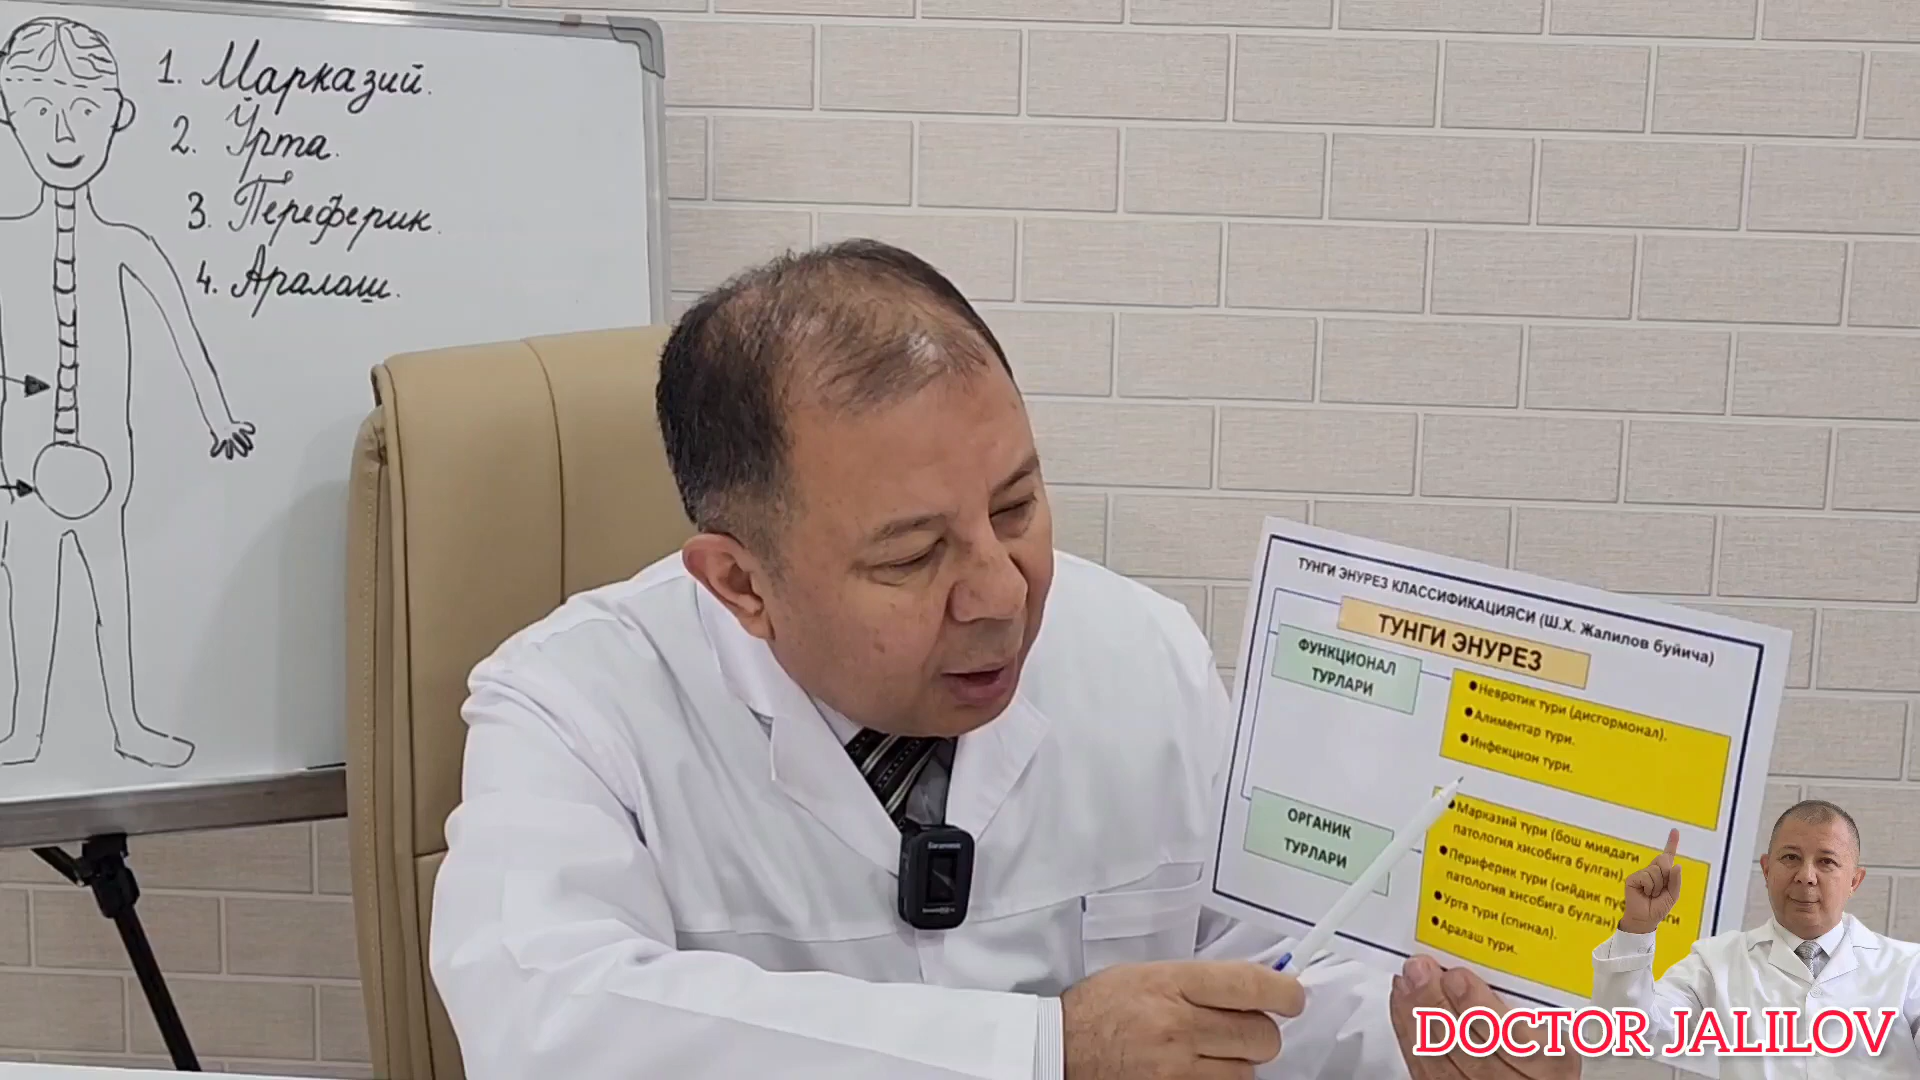 1. Марказий.
2. Ўрта.
3. Переферик.
4. Аралаш.
ТУНГИ ЭНУРЕЗ КЛАССИФИКАЦИЯСИ (Ш.Х. Жалилов буйича)
ТУНГИ ЭНУРЕЗ
ФУНКЦИОНАЛ
ТУРЛАРИ
●Невротик тури (дисгормонал).
●Алиментар тури.
●Инфекцион тури.
ОРГАНИК
ТУРЛАРИ
●Марказий тури (бош миядаги
патология хисобига булган).
●Периферик тури (сийдик
патология хисобига булган)
●Урта тури (спинал).
●Аралаш тури.
Saramonic
DOCTOR JALILOV